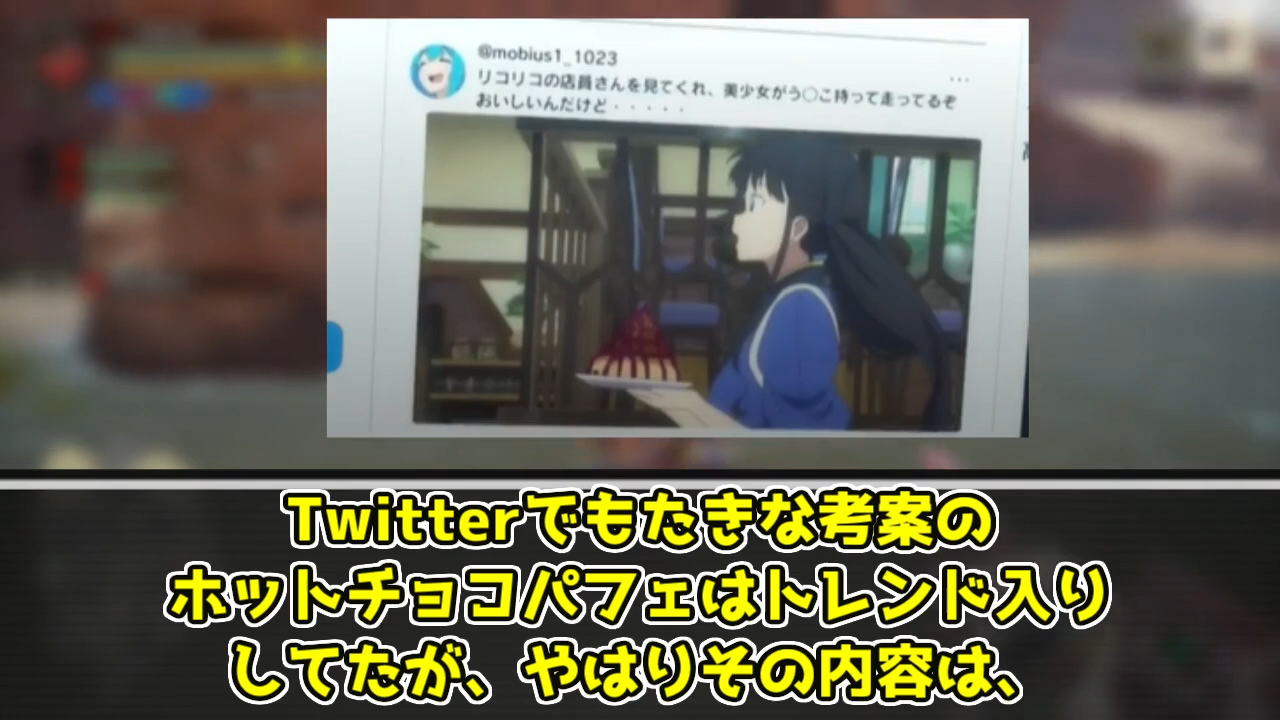 @mobius1_1023
リコリコの店員さんを見てくれ、美少女がう○こ持って走ってるぞ
おいしいんだけど・・・・・
Twitterでもたきな考案の
ホットチョコパフェはトレンド入り
してたが、やはりその内容は、